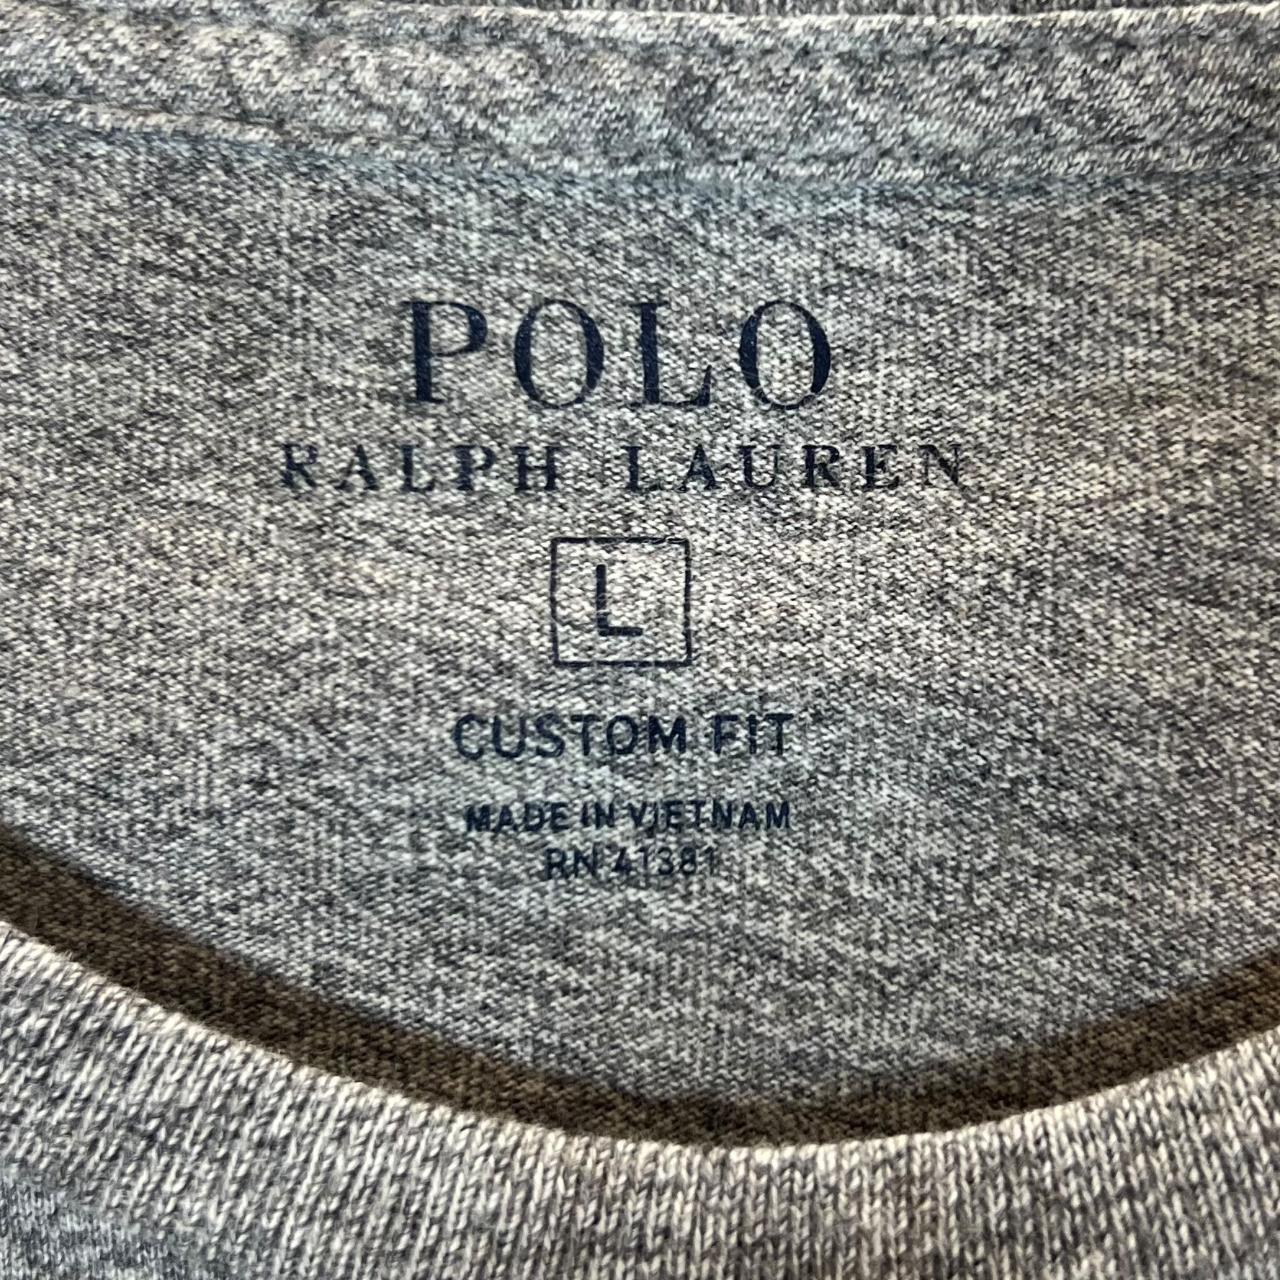 POLO
RALPH LAUREN
L
CUSTOM FIT
MADE IN VIETNAM
RN 41381